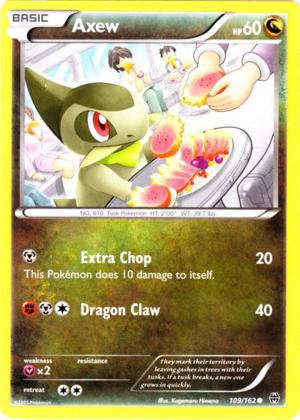 BASIC
Axew HP60
NO. 610 Tusk Pokémon HT. 2'00" WT. 39.7 lbs
Extra Chop 20
This Pokémon does 10 damage to itself.
Dragon Claw 40
weakness resistance
×2
retreat
They mark their territory by
leaving gashes in trees with their
tusks. If a tusk breaks, a new one
grows in quickly.
Illus. Kagemaru Himeno 109/162
©2015 Pokémon